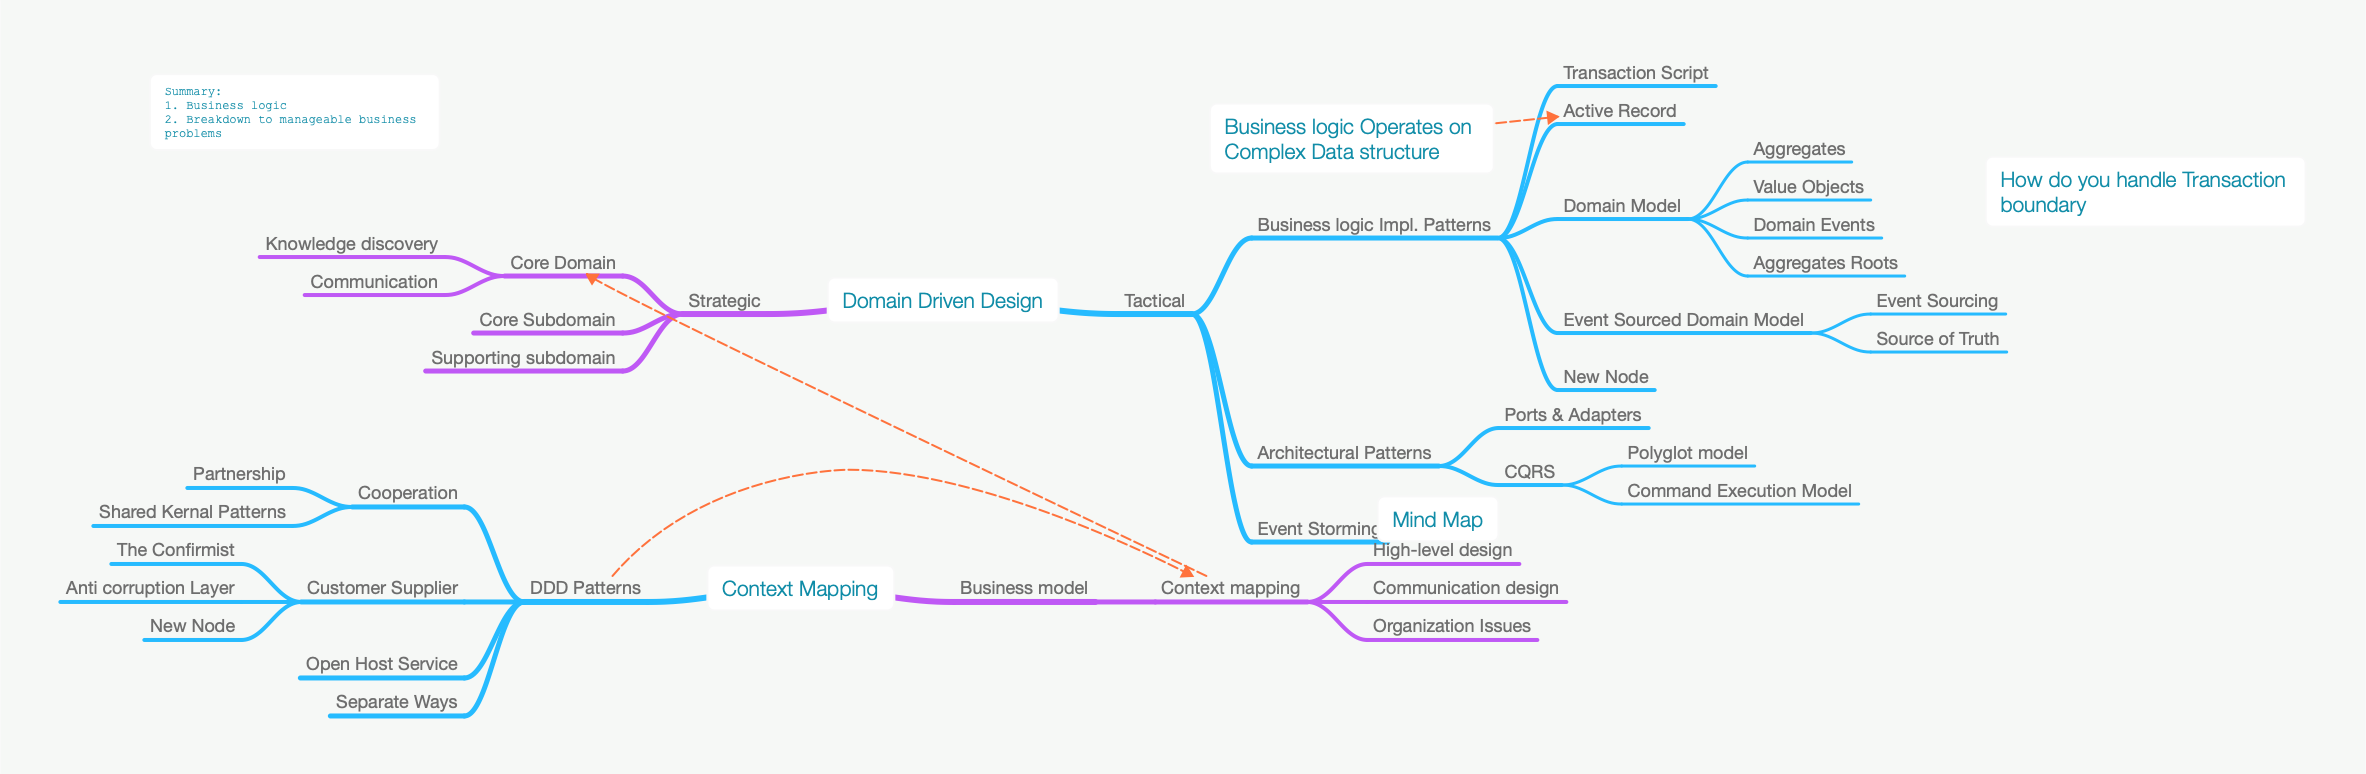 Summary:
1. Business logic
2. Breakdown to manageable business
problems
Transaction Script
Active Record
Business logic Operates on
Complex Data structure
Aggregates
Value Objects
Domain Events
Aggregates Roots
Domain Model
How do you handle Transaction
boundary
Business logic Impl. Patterns
Knowledge discovery
Communication
Core Domain
Core Subdomain
Supporting subdomain
Strategic
Domain Driven Design
Tactical
Event Sourced Domain Model
Event Sourcing
Source of Truth
New Node
Architectural Patterns
Ports & Adapters
CQRS
Polyglot model
Command Execution Model
Event Storming
Mind Map
Partnership
Shared Kernal Patterns
Cooperation
The Confirmist
Anti corruption Layer
New Node
Customer Supplier
Open Host Service
Separate Ways
DDD Patterns
Context Mapping
Business model
Context mapping
High-level design
Communication design
Organization Issues